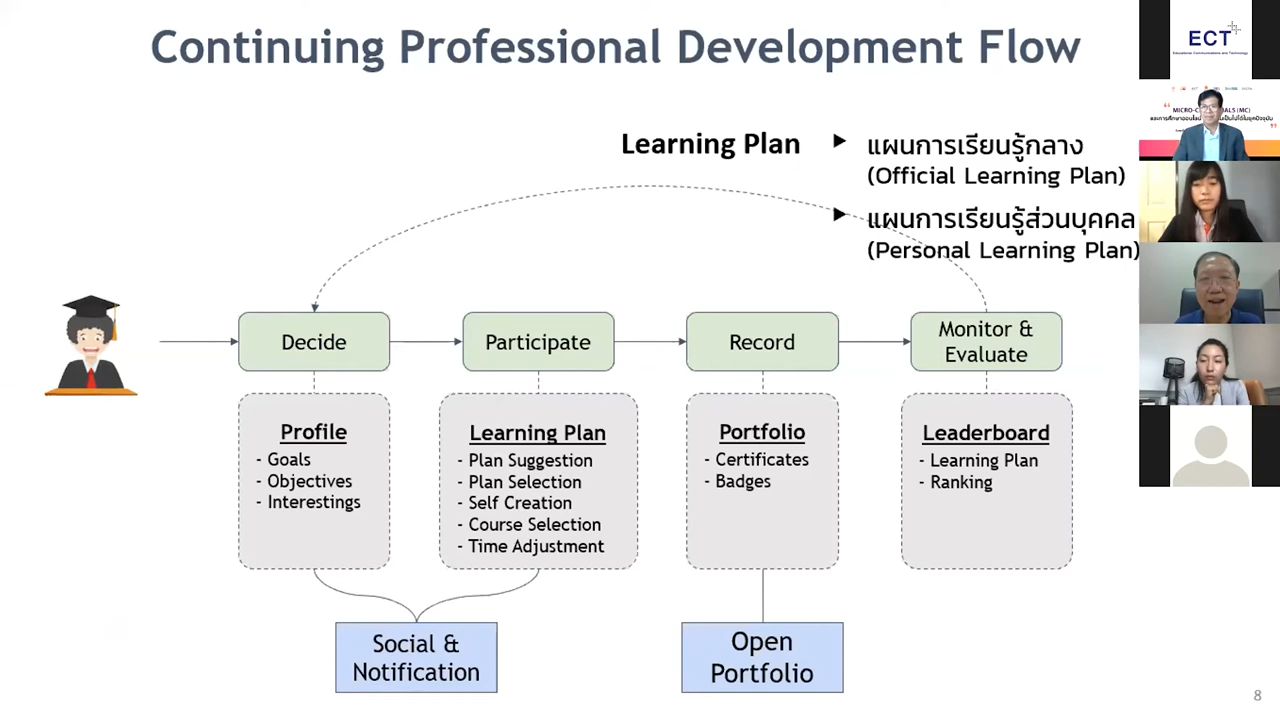 Continuing Professional Development Flow
Learning Plan
▶ แผนการเรียนรู้กลาง
(Official Learning Plan)
▶ แผนการเรียนรู้ส่วนบุคคล
(Personal Learning Plan)
Decide
Participate
Record
Monitor &
Evaluate
Profile
- Goals
- Objectives
- Interestings
Learning Plan
- Plan Suggestion
- Plan Selection
- Self Creation
- Course Selection
- Time Adjustment
Portfolio
- Certificates
- Badges
Leaderboard
- Learning Plan
- Ranking
Social &
Notification
Open
Portfolio
8
ECT
Educational Communications and Technology